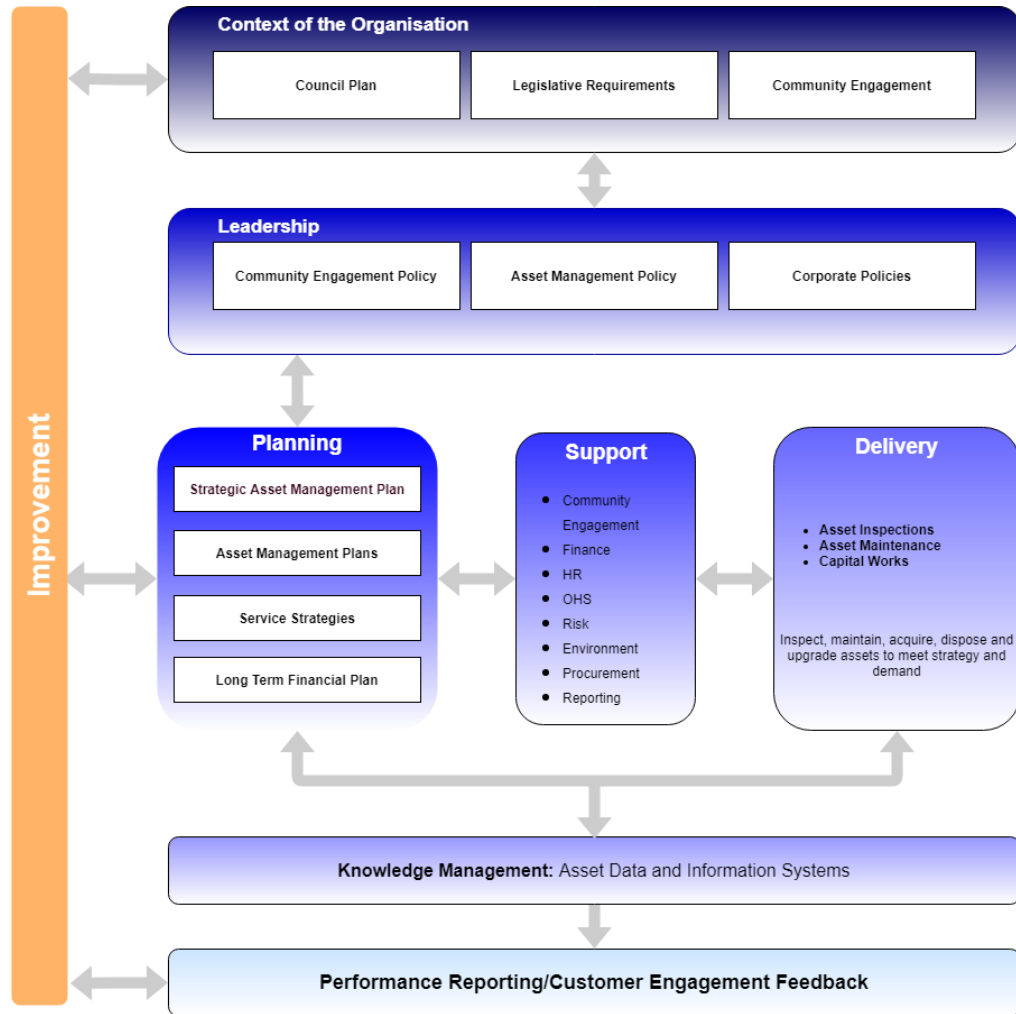 Improvement
Context of the Organisation
Council Plan
Legislative Requirements
Community Engagement
Leadership
Community Engagement Policy
Asset Management Policy
Corporate Policies
Planning
Strategic Asset Management Plan
Asset Management Plans
Service Strategies
Long Term Financial Plan
Support
Community
Engagement
Finance
HR
OHS
Risk
Environment
Procurement
Reporting
Delivery
Asset Inspections
Asset Maintenance
Capital Works
Inspect, maintain, acquire, dispose and
upgrade assets to meet strategy and
demand
Knowledge Management: Asset Data and Information Systems
Performance Reporting/Customer Engagement Feedback